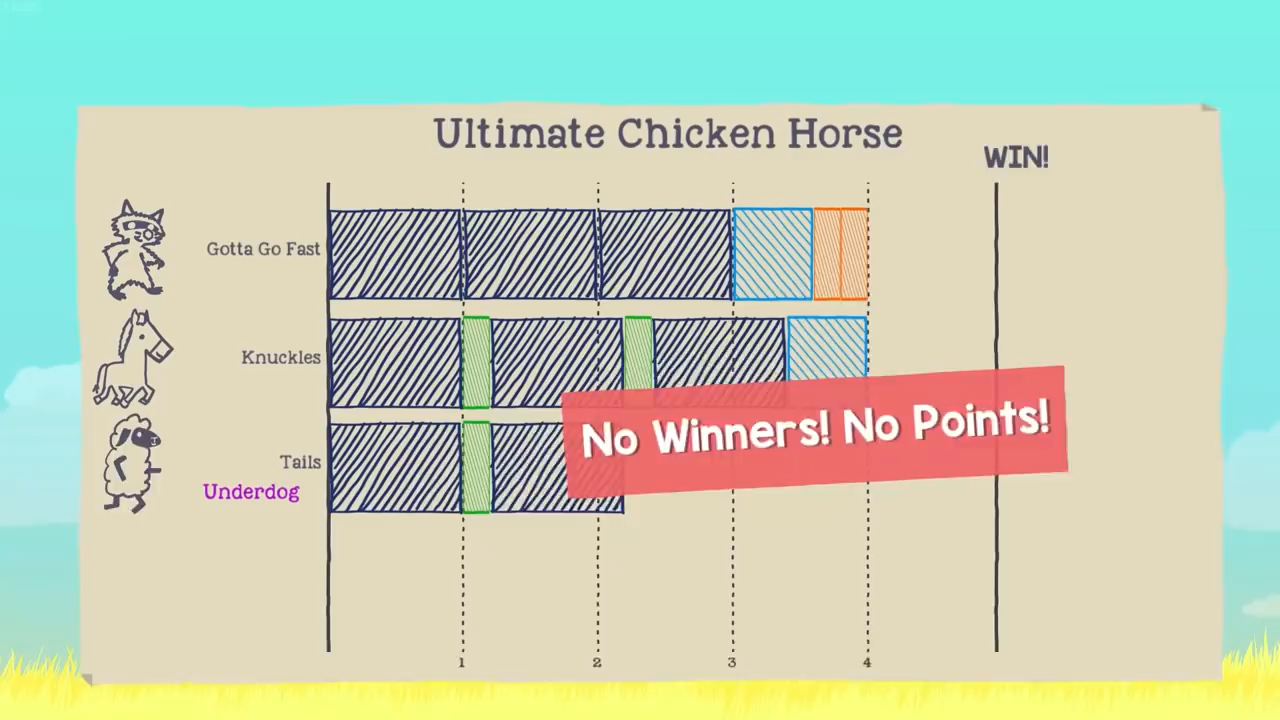 Ultimate Chicken Horse
WIN!
Gotta Go Fast
Knuckles
No Winners! No Points!
Tails
Underdog
1 2 3 4